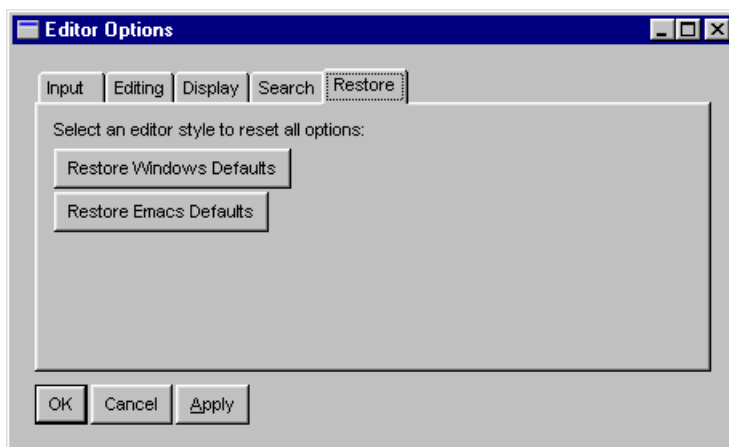 Editor Options
Input Editing Display Search Restore
Select an editor style to reset all options:
Restore Windows Defaults
Restore Emacs Defaults
OK Cancel Apply